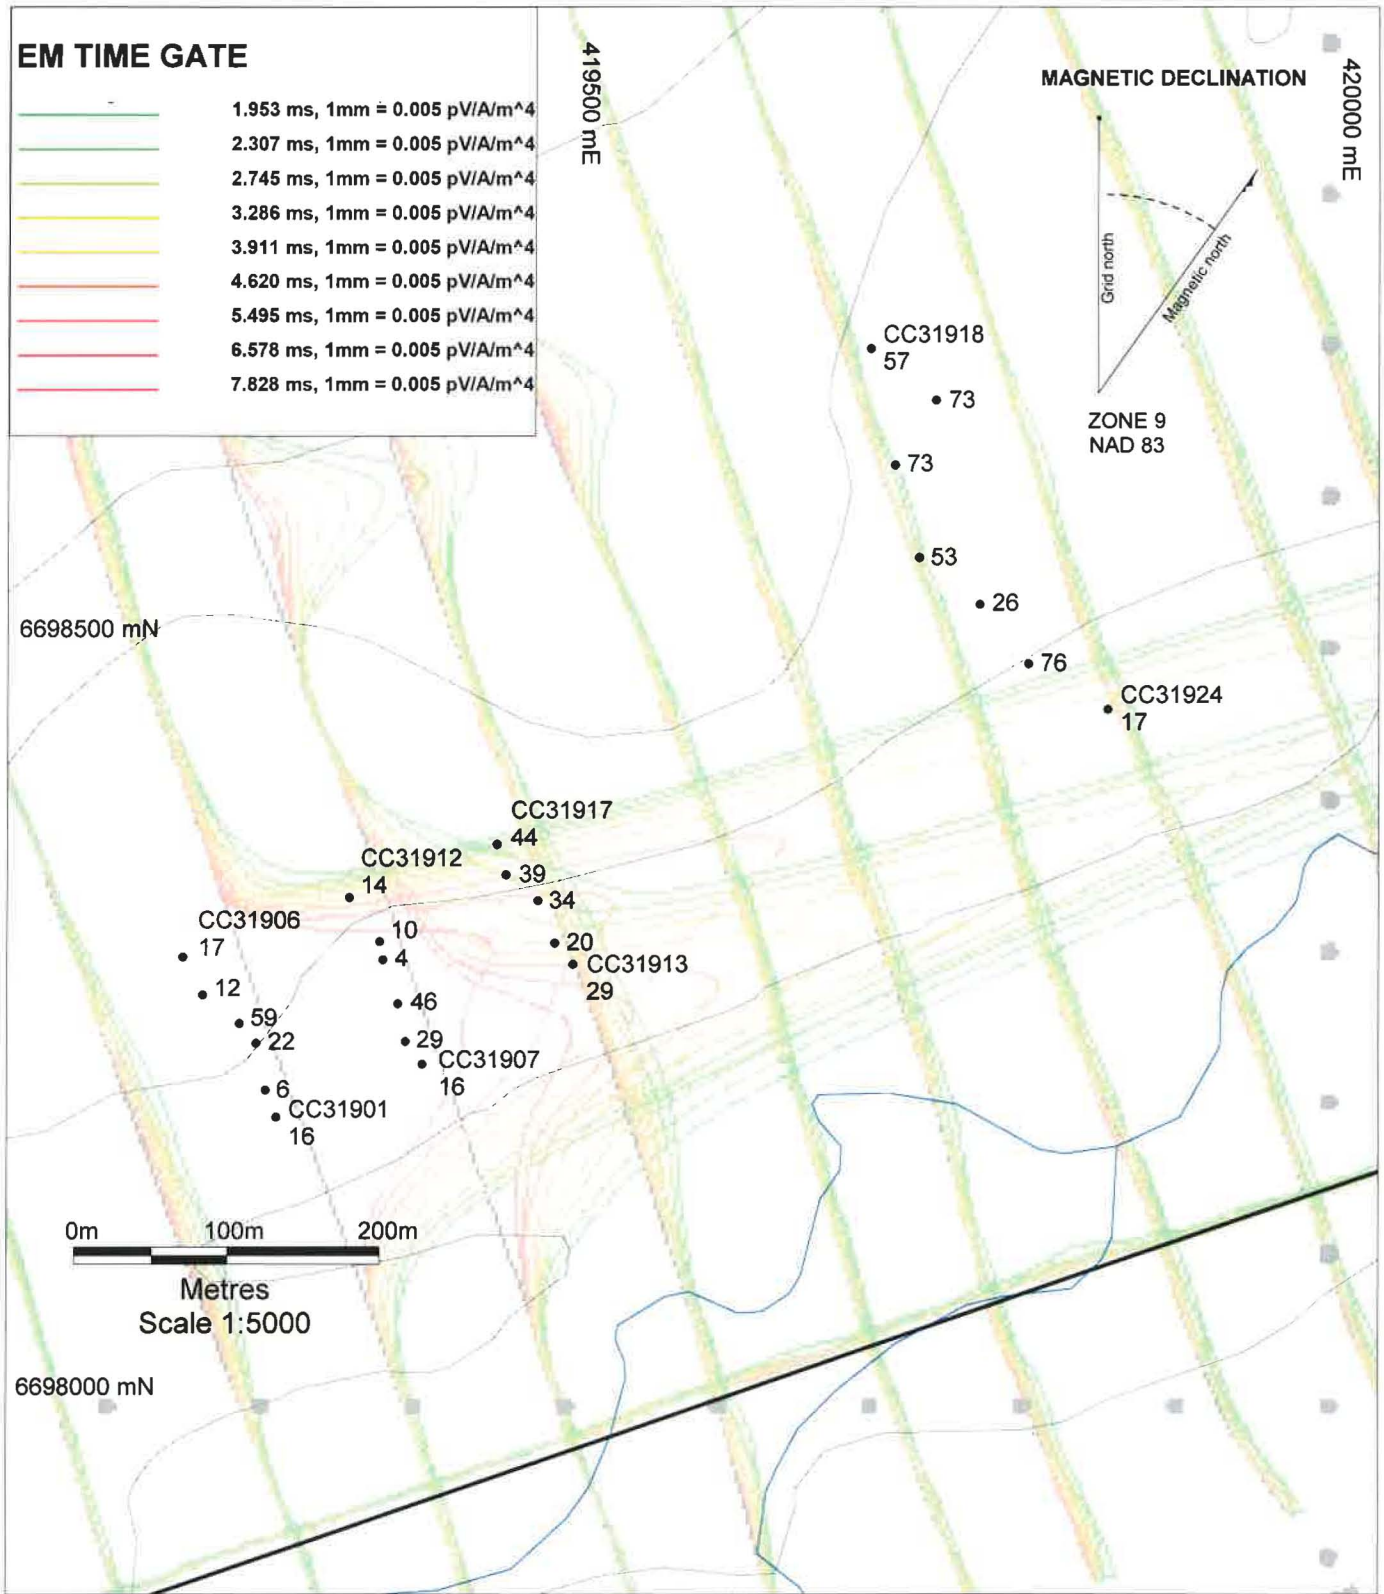 EM TIME GATE
1.953 ms, 1mm = 0.005 pV/A/m^4
2.307 ms, 1mm = 0.005 pV/A/m^4
2.745 ms, 1mm = 0.005 pV/A/m^4
3.286 ms, 1mm = 0.005 pV/A/m^4
3.911 ms, 1mm = 0.005 pV/A/m^4
4.620 ms, 1mm = 0.005 pV/A/m^4
5.495 ms, 1mm = 0.005 pV/A/m^4
6.578 ms, 1mm = 0.005 pV/A/m^4
7.828 ms, 1mm = 0.005 pV/A/m^4
419500 mE
MAGNETIC DECLINATION
420000 mE
Grid north
Magnetic north
ZONE 9
NAD 83
CC31918
57
73
73
53
26
76
CC31924
17
6698500 mN
CC31917
44
39
34
20
CC31913
29
CC31912
14
10
4
46
29
CC31907
16
CC31906
17
12
59
22
6
CC31901
16
0m 100m 200m
Metres
Scale 1:5000
6698000 mN